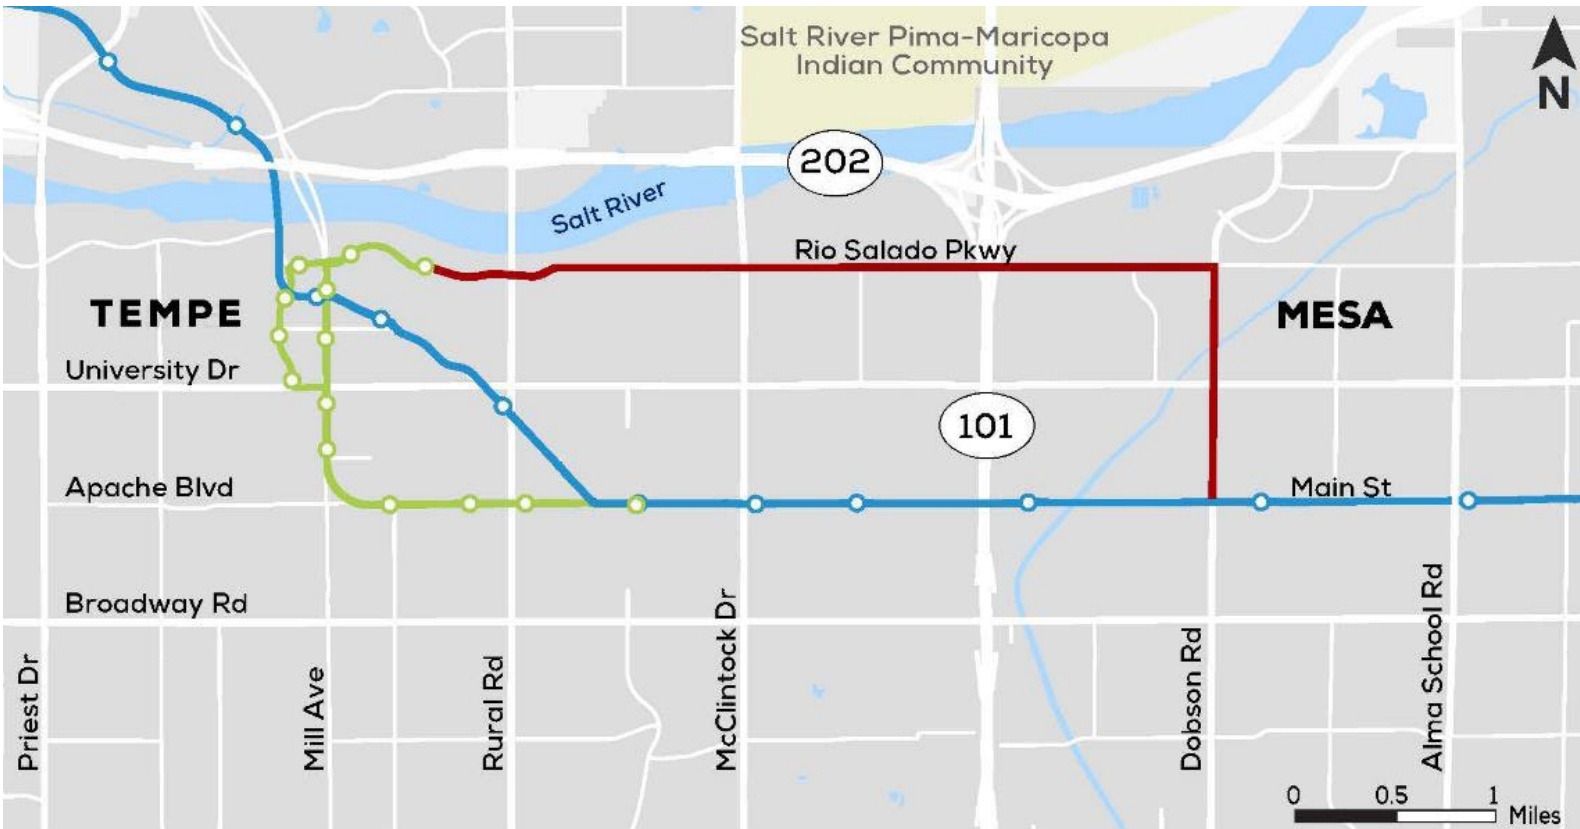 Salt River Pima-Maricopa
Indian Community
N
202
Salt River
Rio Salado Pkwy
TEMPE
MESA
University Dr
101
Apache Blvd
Main St
Broadway Rd
Priest Dr
Mill Ave
Rural Rd
McClintock Dr
Dobson Rd
Alma School Rd
0 0.5 1
Miles